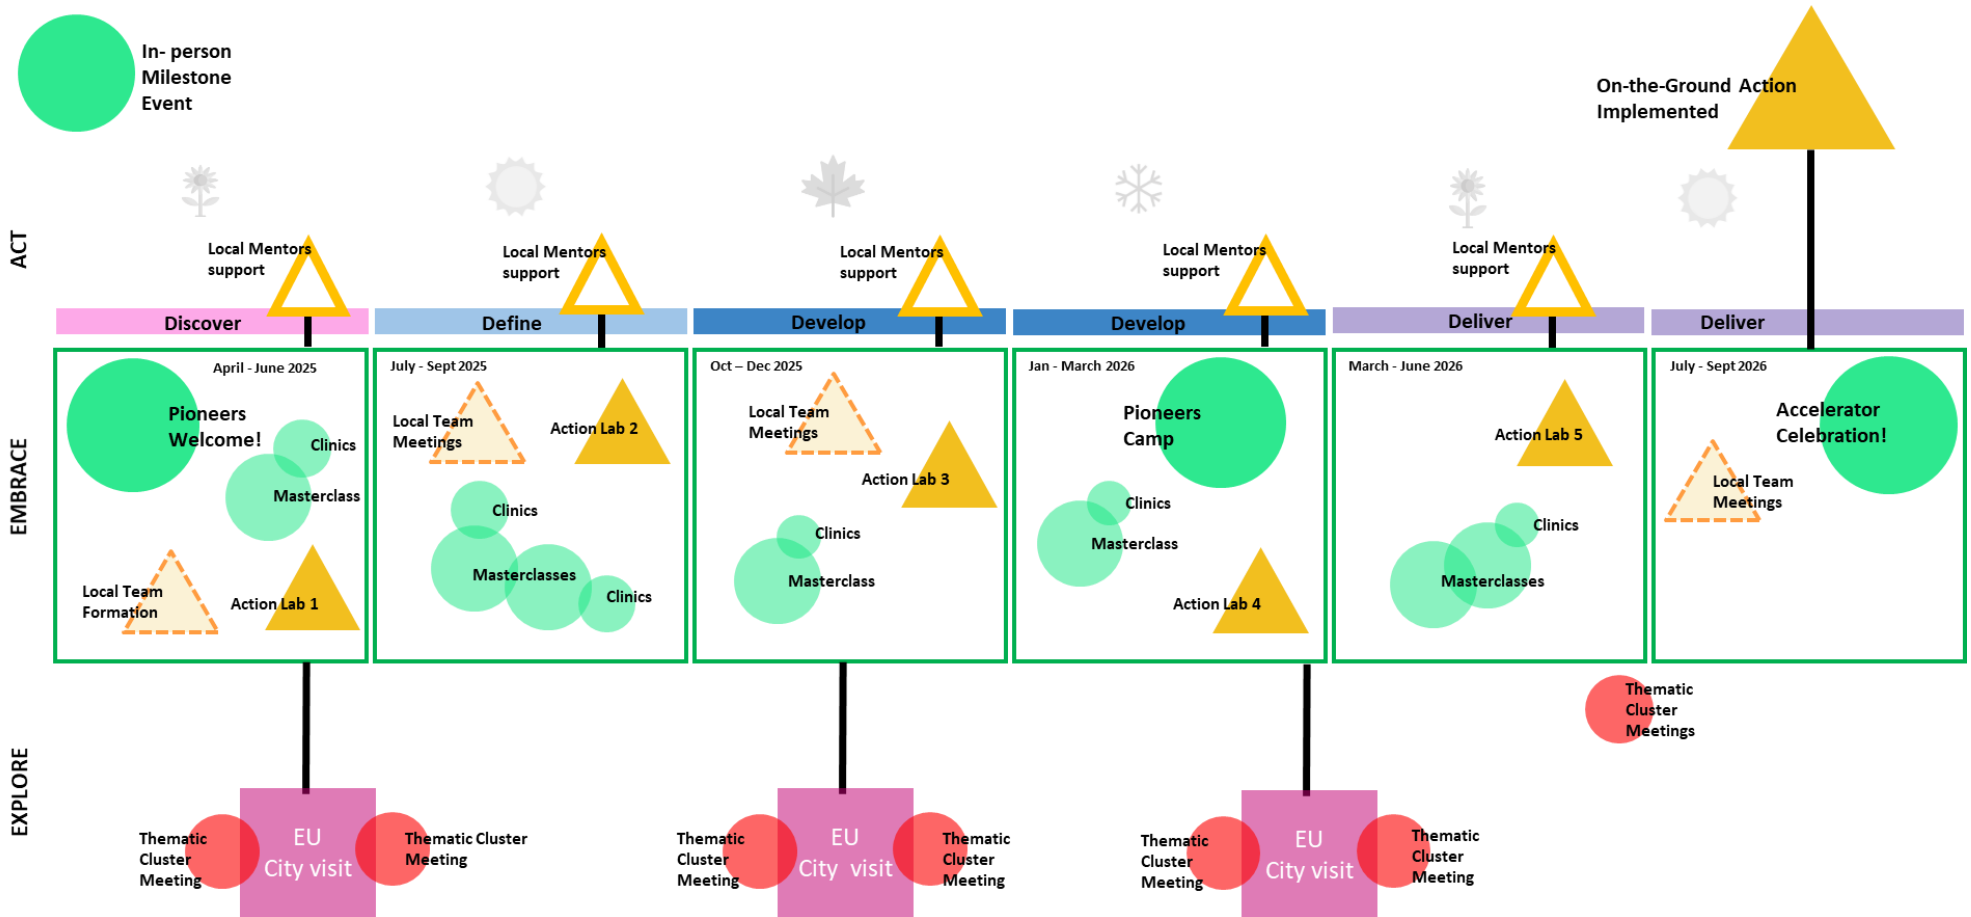 In- person
Milestone
Event
On-the-Ground Action
Implemented
ACT
Local Mentors
support
Local Mentors
support
Local Mentors
support
Local Mentors
support
Local Mentors
support
Discover
Define
Develop
Develop
Deliver
Deliver
EMBRACE
April - June 2025
Pioneers
Welcome!
Clinics
Masterclass
Local Team
Formation
Action Lab 1
July - Sept 2025
Local Team
Meetings
Action Lab 2
Clinics
Masterclasses
Clinics
Oct – Dec 2025
Local Team
Meetings
Action Lab 3
Clinics
Masterclass
Jan - March 2026
Pioneers
Camp
Clinics
Masterclass
Action Lab 4
March - June 2026
Action Lab 5
Clinics
Masterclasses
July - Sept 2026
Accelerator
Celebration!
Local Team
Meetings
EXPLORE
Thematic
Cluster
Meetings
Thematic
Cluster
Meeting
EU
City visit
Thematic Cluster
Meeting
Thematic
Cluster
Meeting
EU
City visit
Thematic
Cluster
Meeting
Thematic
Cluster
Meeting
EU
City visit
Thematic
Cluster
Meeting